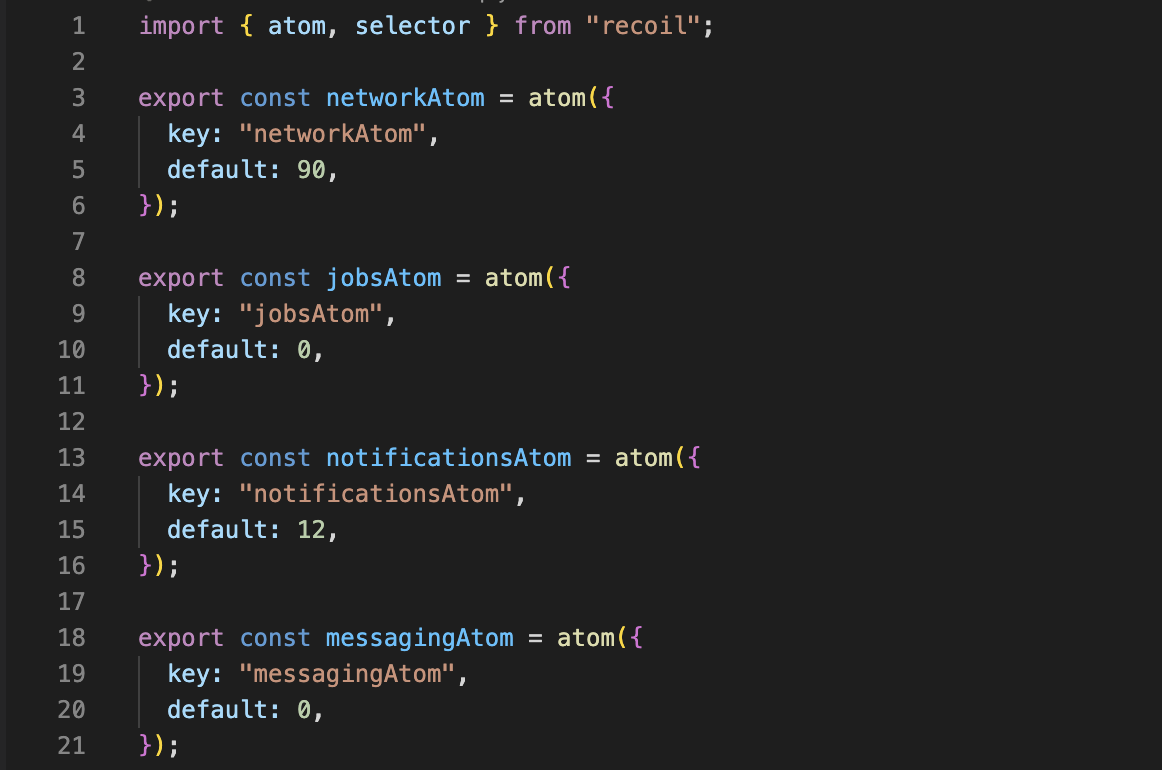 1 import { atom, selector } from "recoil";
2
3 export const networkAtom = atom({
4   key: "networkAtom",
5   default: 90,
6 });
7
8 export const jobsAtom = atom({
9   key: "jobsAtom",
10   default: 0,
11 });
12
13 export const notificationsAtom = atom({
14   key: "notificationsAtom",
15   default: 12,
16 });
17
18 export const messagingAtom = atom({
19   key: "messagingAtom",
20   default: 0,
21 });